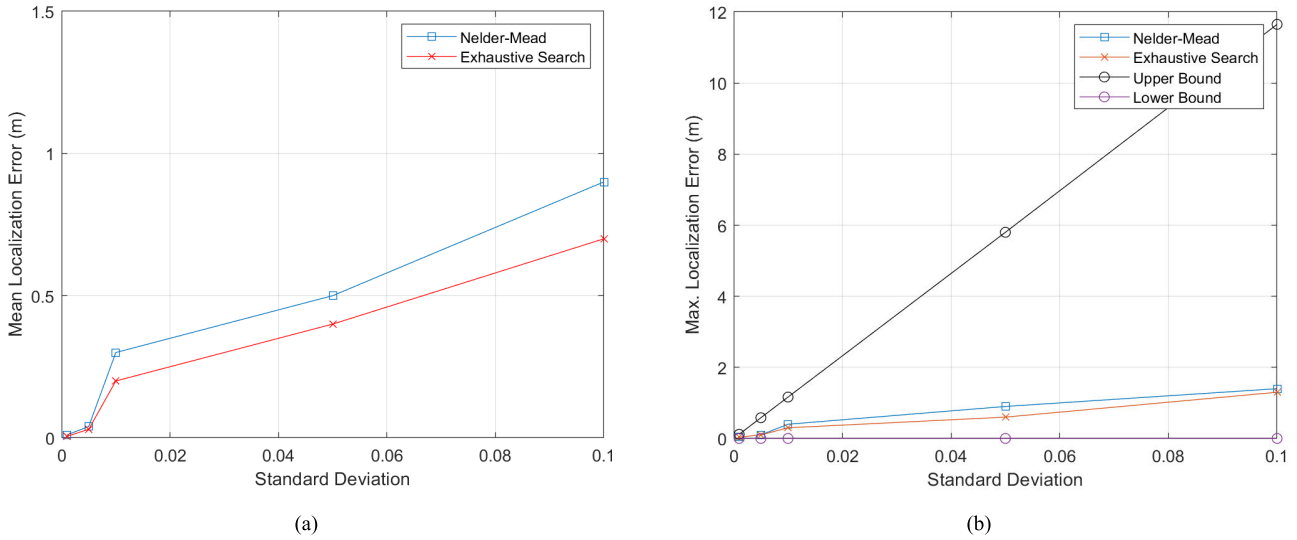 1.5
1
0.5
0
0
0.02
0.04
0.06
0.08
0.1
Mean Localization Error (m)
Standard Deviation
Nelder-Mead
Exhaustive Search
(a)
12
10
8
6
4
2
0
0
0.02
0.04
0.06
0.08
0.1
Max. Localization Error (m)
Standard Deviation
Nelder-Mead
Exhaustive Search
Upper Bound
Lower Bound
(b)